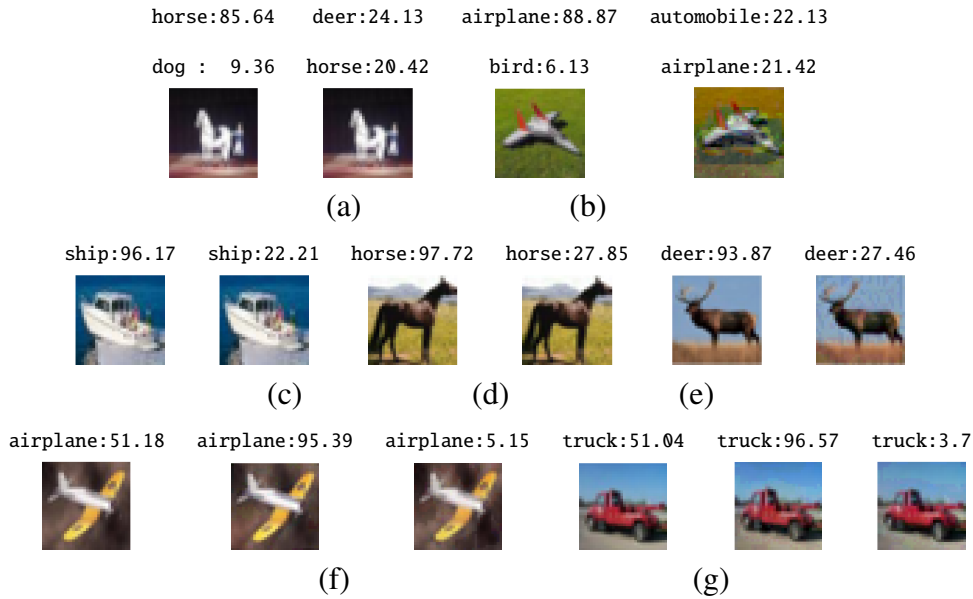 horse:85.64 deer:24.13 airplane:88.87 automobile:22.13
dog : 9.36 horse:20.42 bird:6.13 airplane:21.42
(a) (b)
ship:96.17 ship:22.21 horse:97.72 horse:27.85 deer:93.87 deer:27.46
(c) (d) (e)
airplane:51.18 airplane:95.39 airplane:5.15 truck:51.04 truck:96.57 truck:3.7
(f) (g)